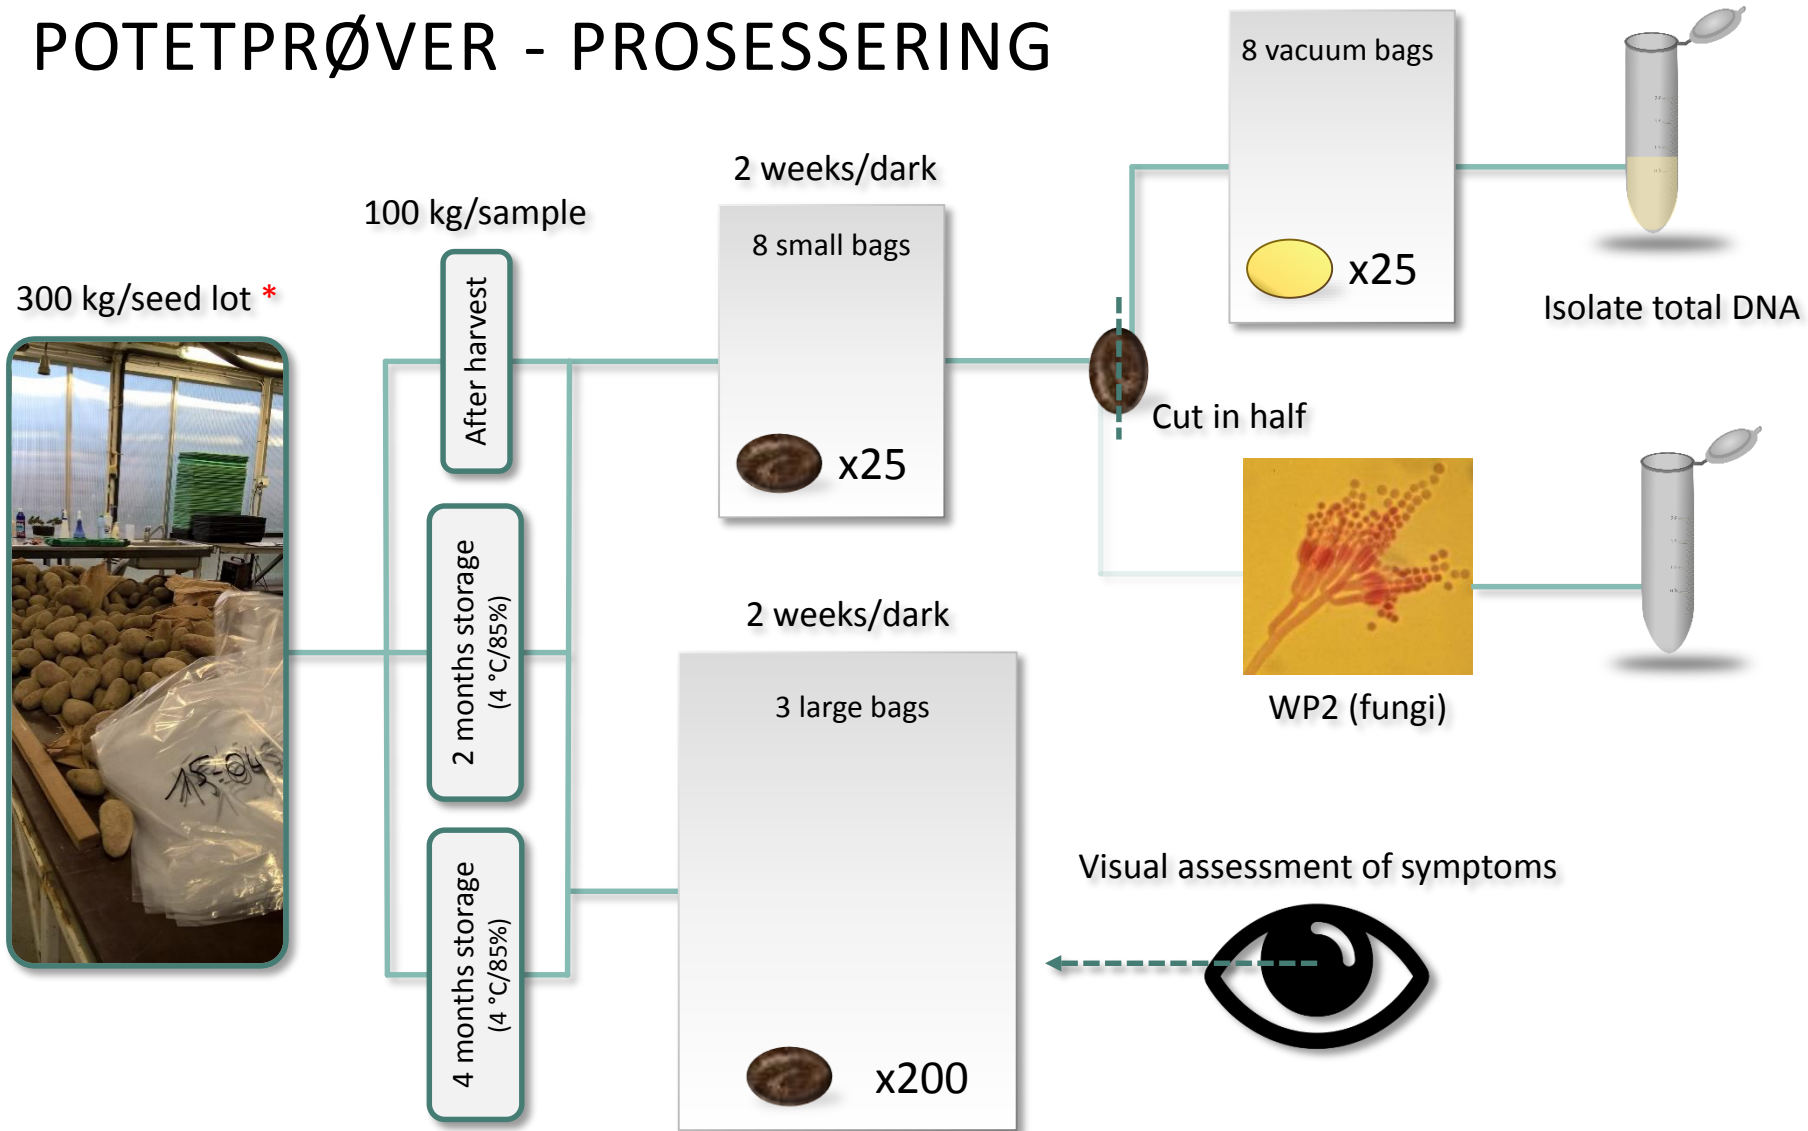 POTETPRØVER - PROSESSERING
300 kg/seed lot *
15-04
100 kg/sample
After harvest
2 months storage
(4 °C/85%)
4 months storage
(4 °C/85%)
2 weeks/dark
8 small bags
x25
2 weeks/dark
3 large bags
x200
Cut in half
8 vacuum bags
x25
Isolate total DNA
WP2 (fungi)
Visual assessment of symptoms